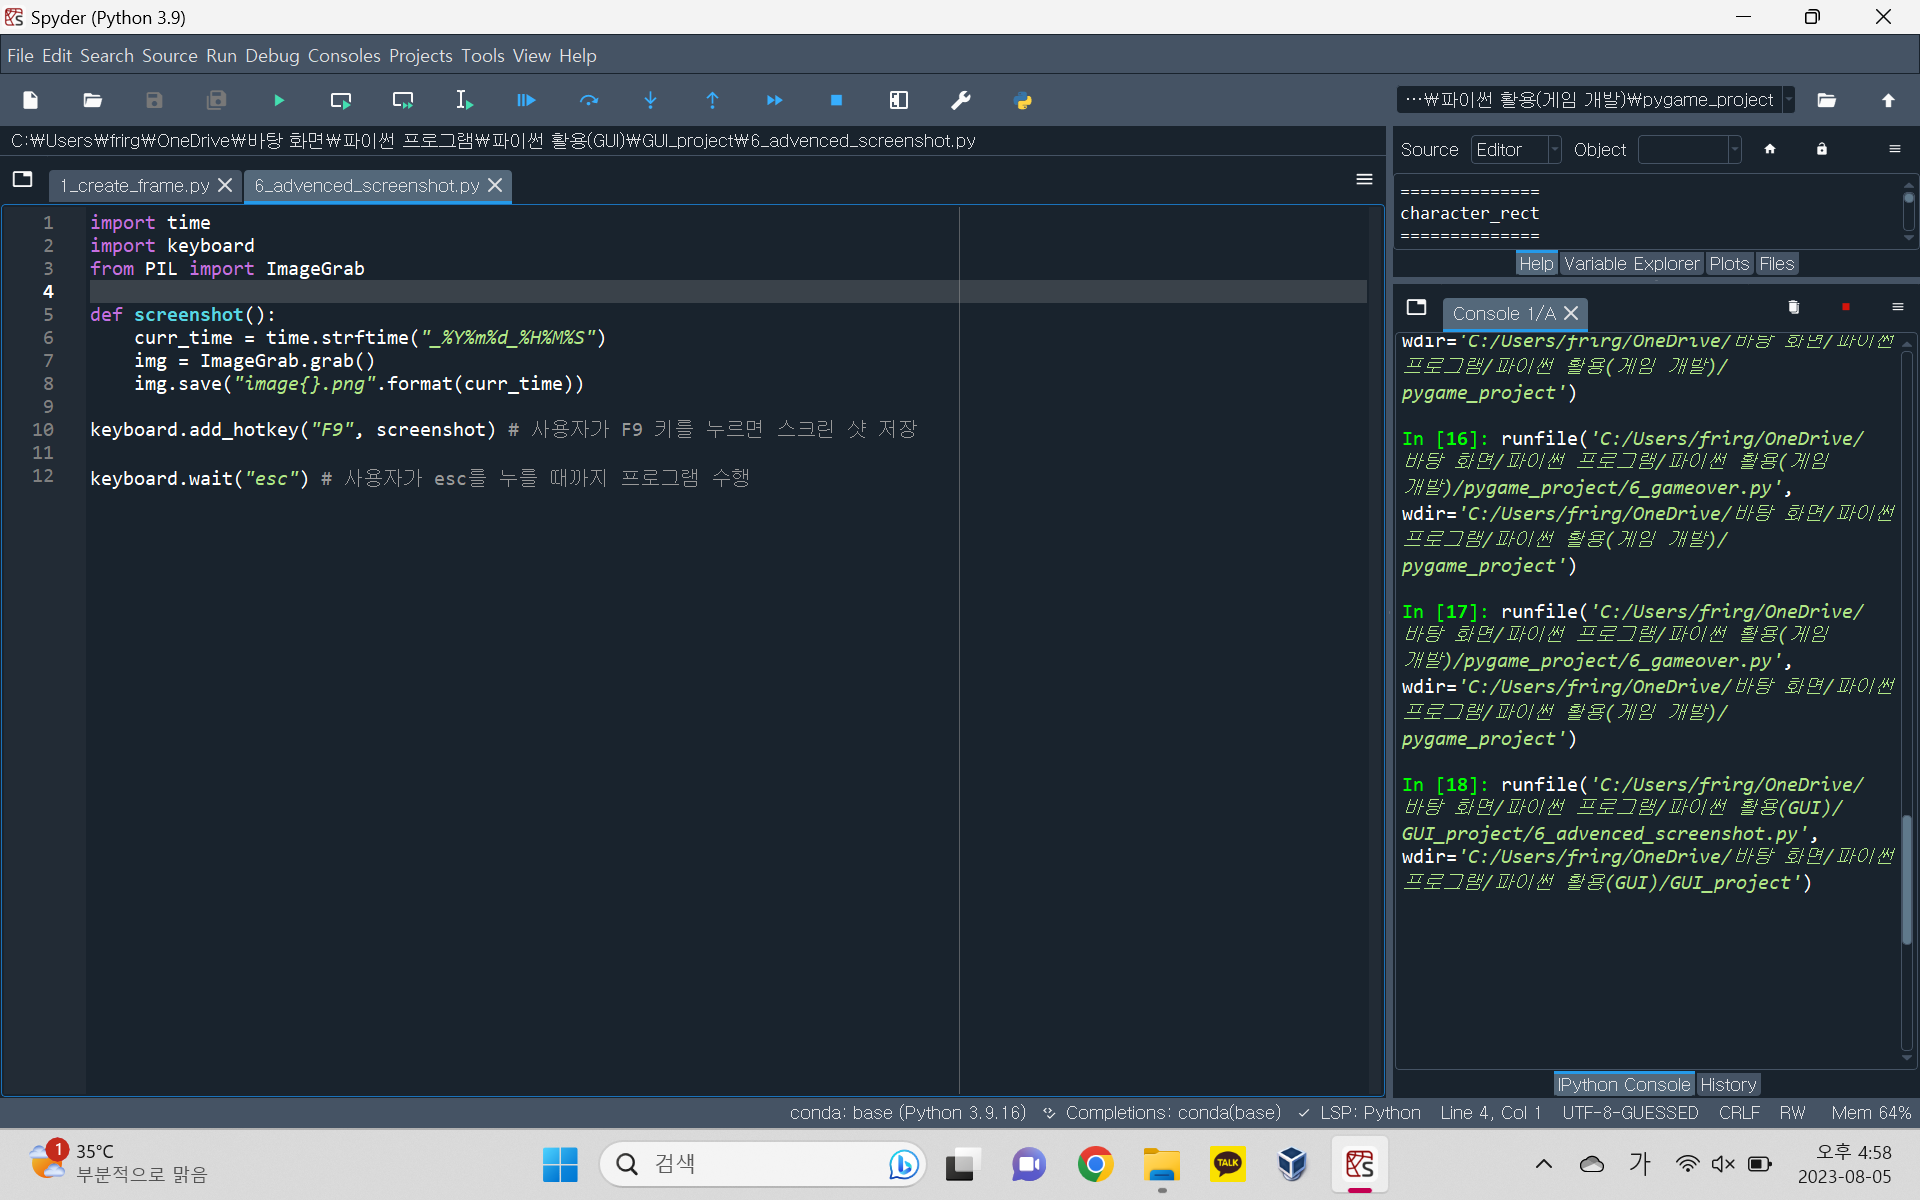 Spyder (Python 3.9)
File Edit Search Source Run Debug Consoles Projects Tools View Help
···₩파이썬 활용(게임 개발)₩pygame_project
C:₩Users₩frirg₩OneDrive₩바탕 화면₩파이썬 프로그램₩파이썬 활용(GUI)₩GUI_project₩6_advenced_screenshot.py
1_create_frame.py
6_advenced_screenshot.py
1 import time
2 import keyboard
3 from PIL import ImageGrab
4
5 def screenshot():
6 curr_time = time.strftime("_%Y%m%d_%H%M%S")
7 img = ImageGrab.grab()
8 img.save("image{}.png".format(curr_time))
9
10 keyboard.add_hotkey("F9", screenshot) # 사용자가 F9 키를 누르면 스크린 샷 저장
11
12 keyboard.wait("esc") # 사용자가 esc를 누를 때까지 프로그램 수행
Source Editor Object
==============
character_rect
==============
Help Variable Explorer Plots Files
Console 1/A
wdir='C:/Users/frirg/OneDrive/바탕 화면/파이썬
프로그램/파이썬 활용(게임 개발)/
pygame_project')
In [16]: runfile('C:/Users/frirg/OneDrive/
바탕 화면/파이썬 프로그램/파이썬 활용(게임
개발)/pygame_project/6_gameover.py',
wdir='C:/Users/frirg/OneDrive/바탕 화면/파이썬
프로그램/파이썬 활용(게임 개발)/
pygame_project')
In [17]: runfile('C:/Users/frirg/OneDrive/
바탕 화면/파이썬 프로그램/파이썬 활용(게임
개발)/pygame_project/6_gameover.py',
wdir='C:/Users/frirg/OneDrive/바탕 화면/파이썬
프로그램/파이썬 활용(게임 개발)/
pygame_project')
In [18]: runfile('C:/Users/frirg/OneDrive/
바탕 화면/파이썬 프로그램/파이썬 활용(GUI)/
GUI_project/6_advenced_screenshot.py',
wdir='C:/Users/frirg/OneDrive/바탕 화면/파이썬
프로그램/파이썬 활용(GUI)/GUI_project')
IPython Console History
conda: base (Python 3.9.16) Completions: conda(base) ✓ LSP: Python Line 4, Col 1 UTF-8-GUESSED CRLF RW Mem 64%
1
35°C
부분적으로 맑음
검색
TALK
가
오후 4:58
2023-08-05